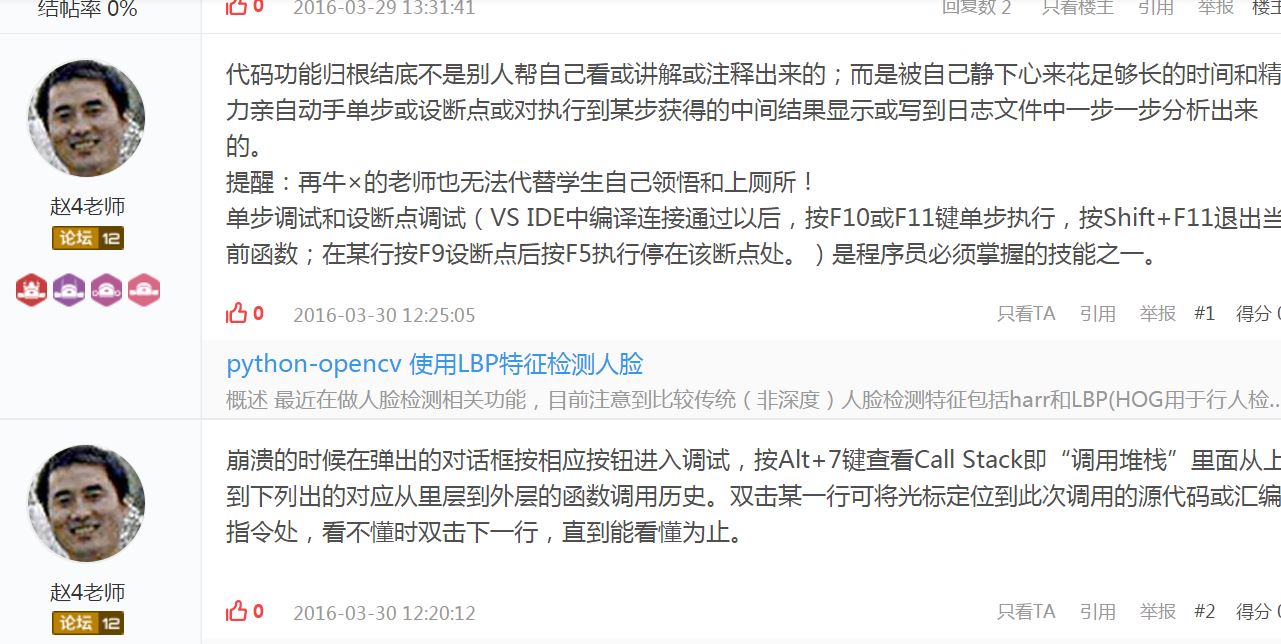 结帖率 0%
0 2016-03-29 13:31:41 回复数 2 只看楼主 引用 举报 楼主
代码功能归根结底不是别人帮自己看或讲解或注释出来的；而是被自己静下心来花足够长的时间和精
力亲自动手单步或设断点或对执行到某步获得的中间结果显示或写到日志文件中一步一步分析出来
的。
提醒：再牛×的老师也无法代替学生自己领悟和上厕所！
单步调试和设断点调试（VS IDE中编译连接通过以后，按F10或F11键单步执行，按Shift+F11退出当
前函数；在某行按F9设断点后按F5执行停在该断点处。）是程序员必须掌握的技能之一。
赵4老师
论坛 12
0 2016-03-30 12:25:05 只看TA 引用 举报 #1 得分 0
python-opencv 使用LBP特征检测人脸
概述 最近在做人脸检测相关功能，目前注意到比较传统（非深度）人脸检测特征包括harr和LBP(HOG用于行人检...
崩溃的时候在弹出的对话框按相应按钮进入调试，按Alt+7键查看Call Stack即“调用堆栈”里面从上
到下列出的对应从里层到外层的函数调用历史。双击某一行可将光标定位到此次调用的源代码或汇编
指令处，看不懂时双击下一行，直到能看懂为止。
赵4老师
论坛 12
0 2016-03-30 12:20:12 只看TA 引用 举报 #2 得分 0